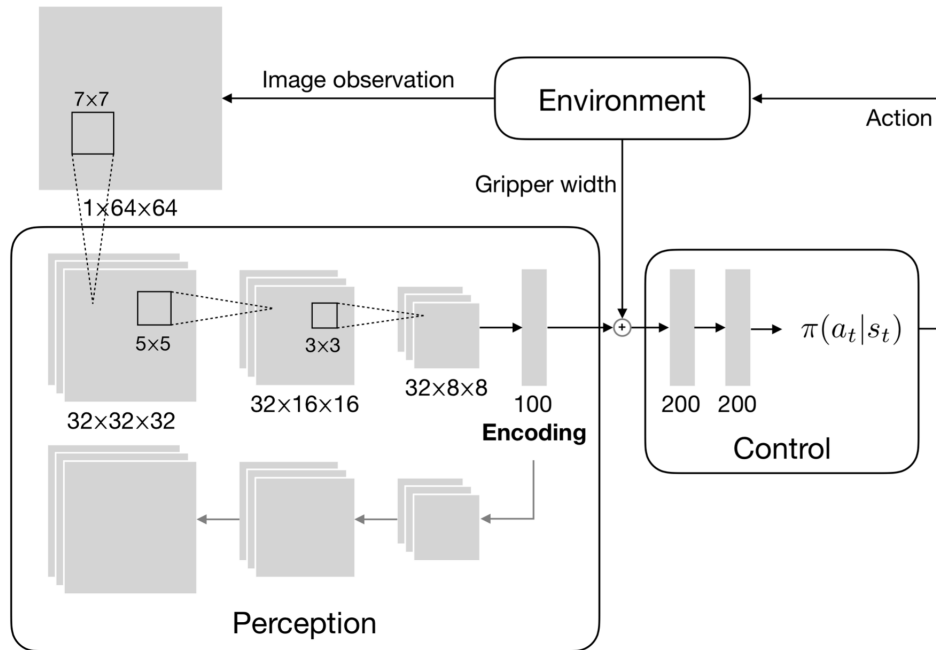 Image observation
Environment
Action
7×7
Gripper width
1×64×64
5×5
3×3
+
π(a_t|s_t)
32×32×32
32×16×16
32×8×8
100
Encoding
200
200
Control
Perception